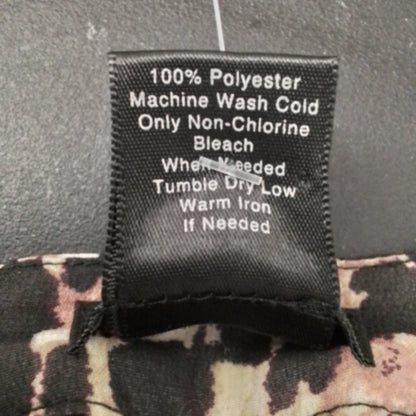 100% Polyester
Machine Wash Cold
Only Non-Chlorine
Bleach
When Needed
Tumble Dry Low
Warm Iron
If Needed